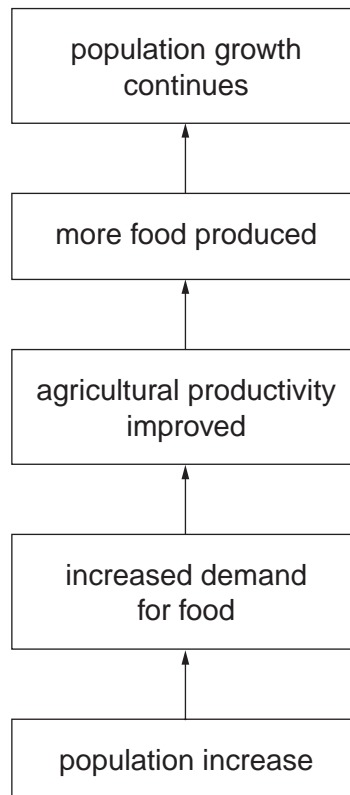 population growth
continues
more food produced
agricultural productivity
improved
increased demand
for food
population increase